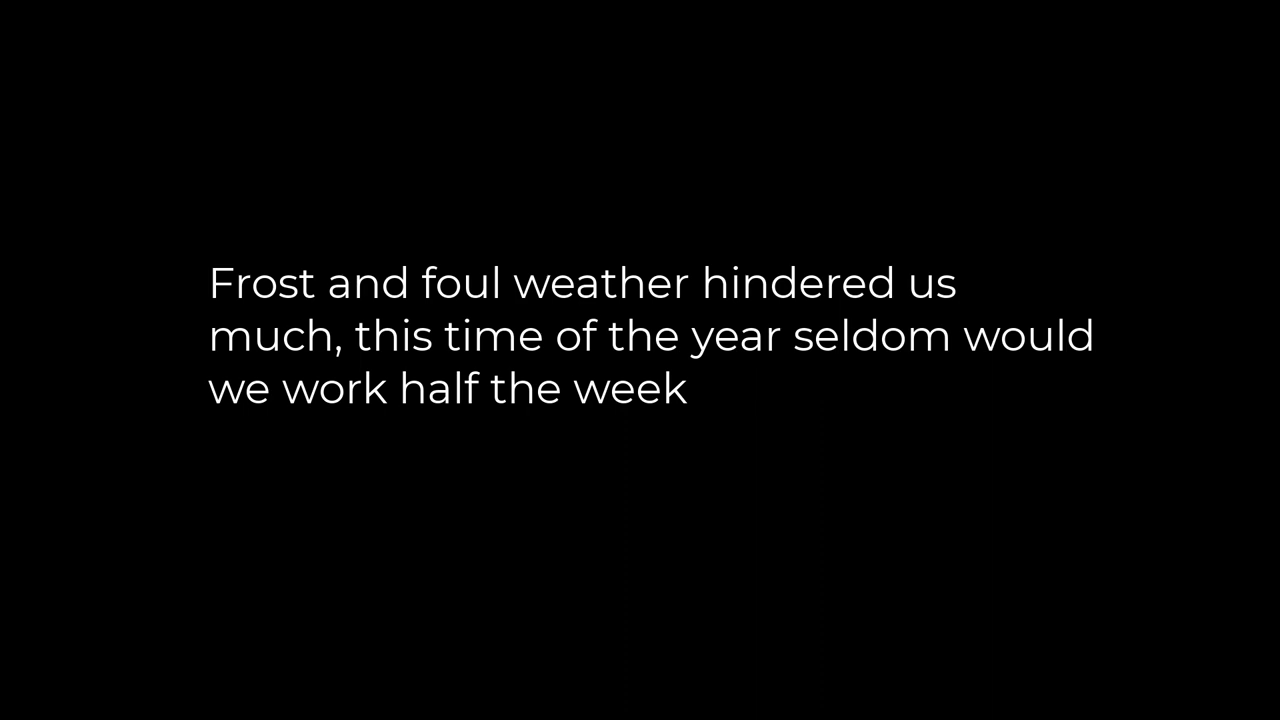 Frost and foul weather hindered us
much, this time of the year seldom would
we work half the week